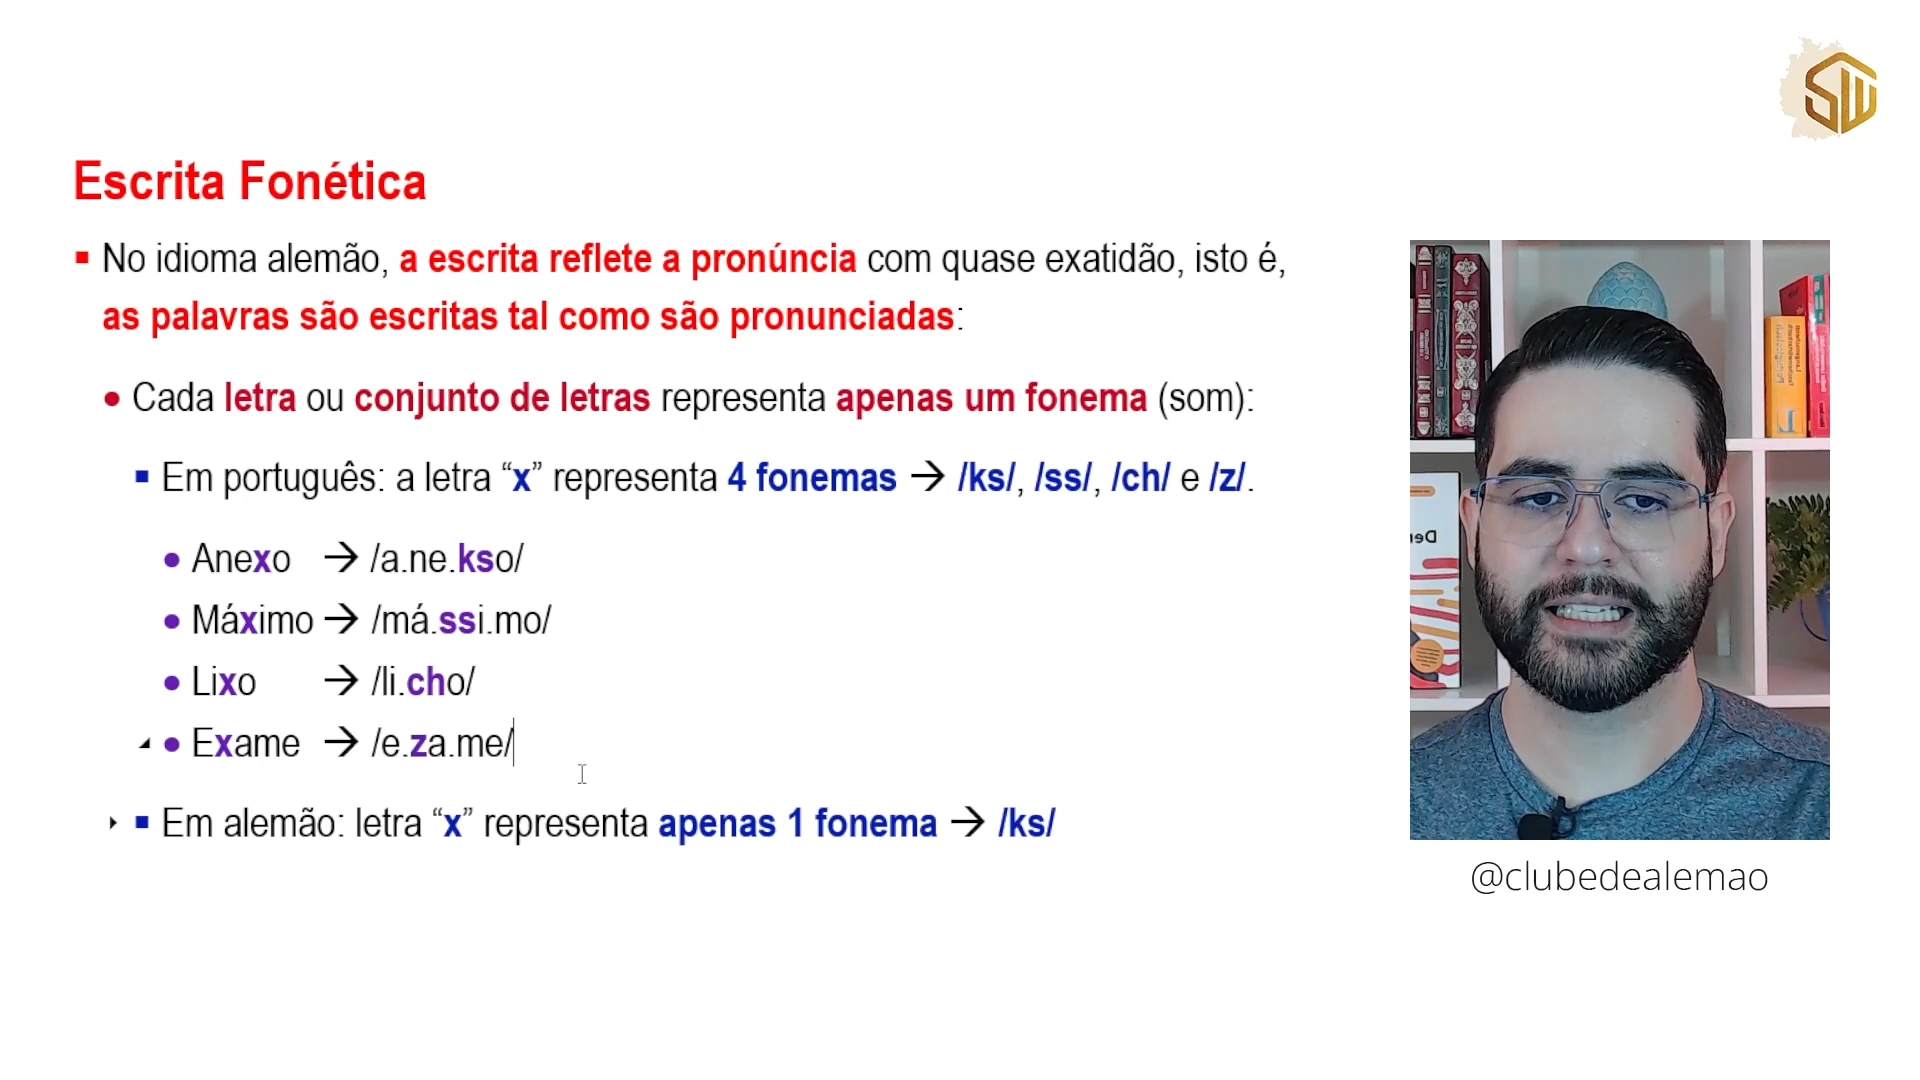 Escrita Fonética
▪ No idioma alemão, a escrita reflete a pronúncia com quase exatidão, isto é,
as palavras são escritas tal como são pronunciadas:
• Cada letra ou conjunto de letras representa apenas um fonema (som):
▪ Em português: a letra “x” representa 4 fonemas → /ks/, /ss/, /ch/ e /z/.
• Anexo → /a.ne.kso/
• Máximo → /má.ssi.mo/
• Lixo → /li.cho/
• Exame → /e.za.me/
▪ Em alemão: letra “x” representa apenas 1 fonema → /ks/
@clubedealemao